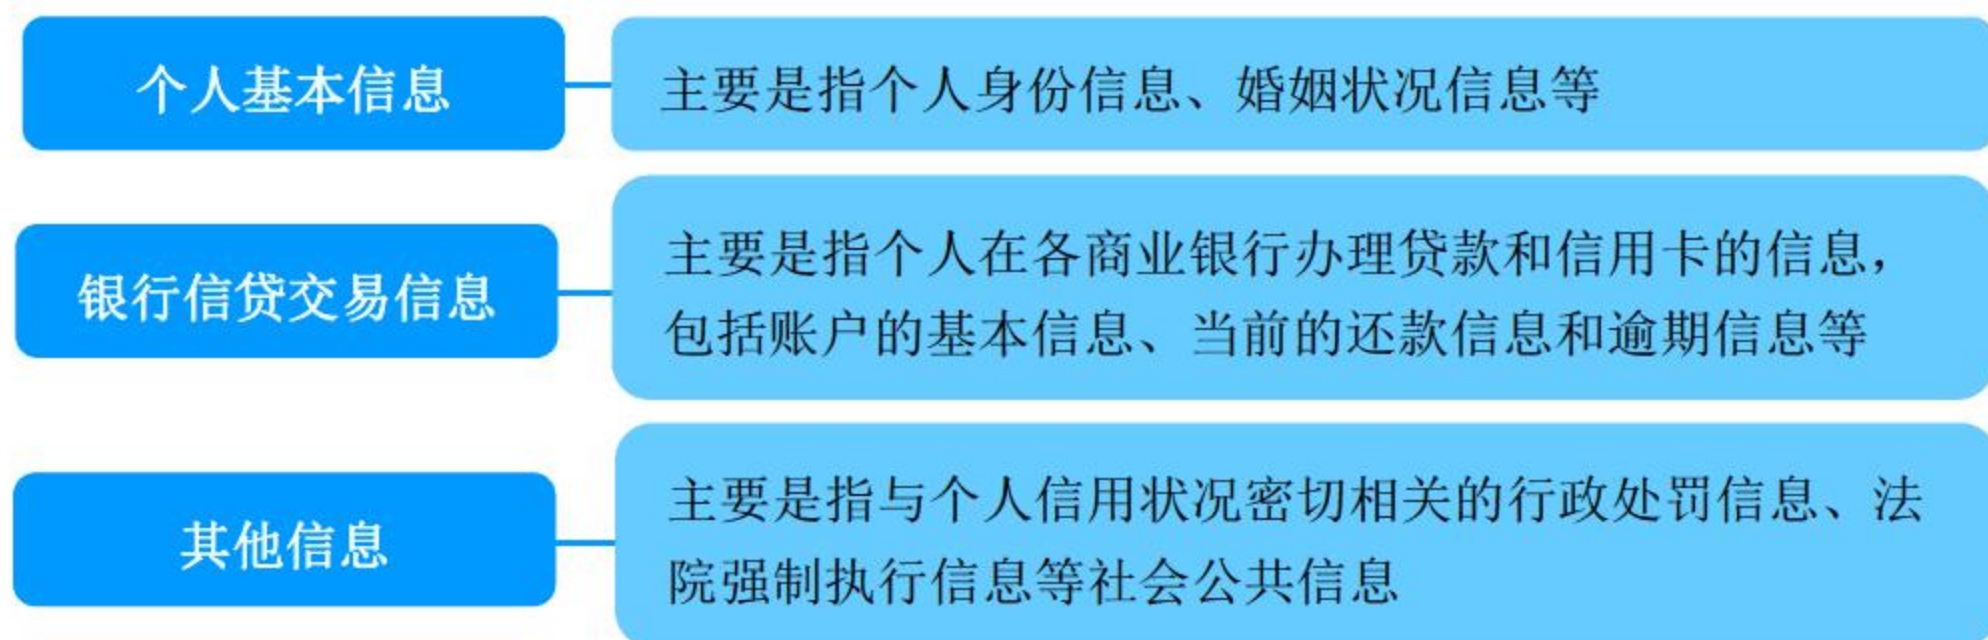 个人基本信息
主要是指个人身份信息、婚姻状况信息等
银行信贷交易信息
主要是指个人在各商业银行办理贷款和信用卡的信息，
包括账户的基本信息、当前的还款信息和逾期信息等
其他信息
主要是指与个人信用状况密切相关的行政处罚信息、法
院强制执行信息等社会公共信息